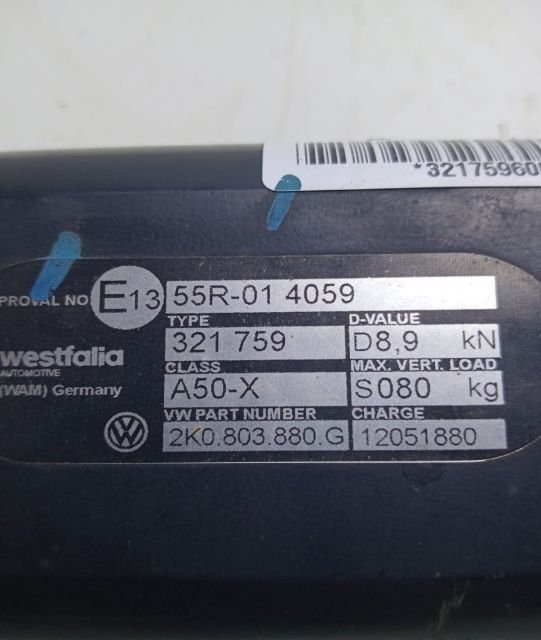 *32175960
PROVAL NO. E13 55R-01 4059
TYPE D-VALUE
321 759 D8,9 kN
westfalia
AUTOMOTIVE
(WAM) Germany
CLASS MAX. VERT. LOAD
A50-X S080 kg
VW PART NUMBER CHARGE
2K0.803.880.G 12051880